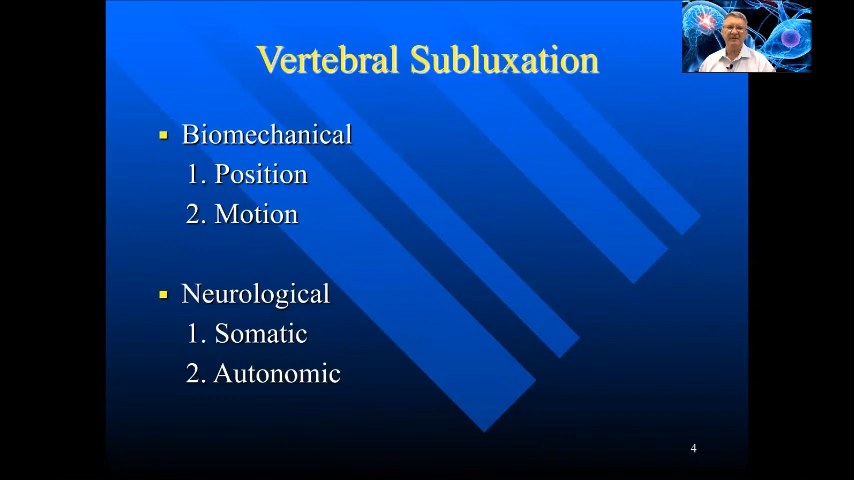 Vertebral Subluxation
▪ Biomechanical
1. Position
2. Motion
▪ Neurological
1. Somatic
2. Autonomic
4